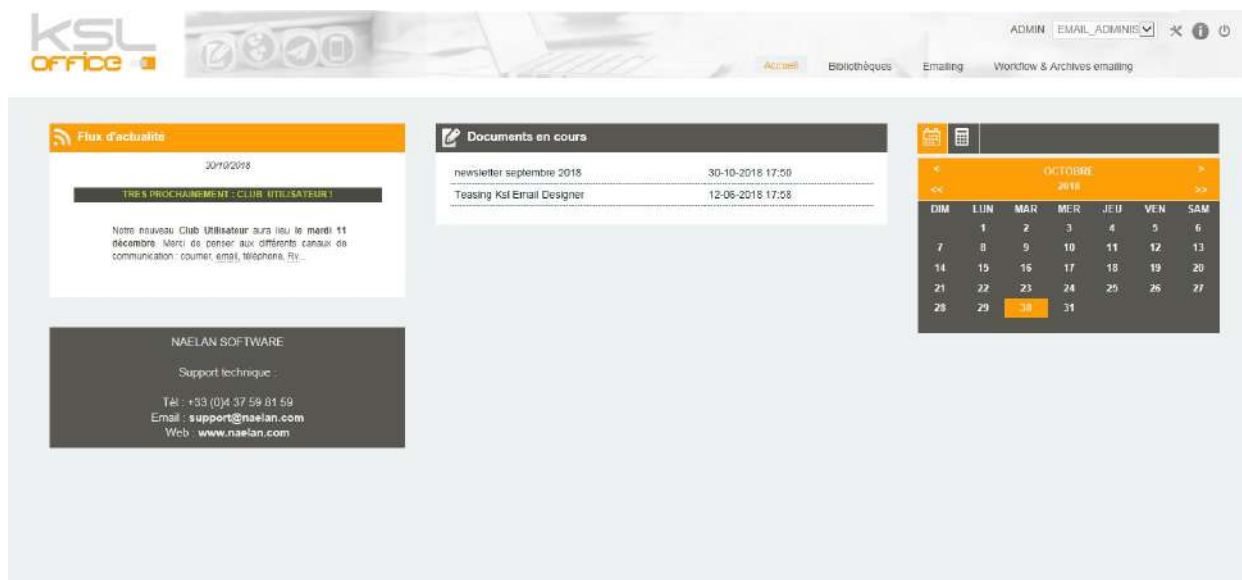 KSL
office
ADMIN EMAIL_ADMINIS
Accueil Bibliothèques Emailing Workflow & Archives emailing
Flux d'actualité
30/10/2018
TRES PROCHAINEMENT : CLUB UTILISATEUR !
Notre nouveau Club Utilisateur aura lieu le mardi 11
décembre. Merci de penser aux différents canaux de
communication : courrier, email, téléphone, Rv...
NAELAN SOFTWARE
Support technique :
Tél : +33 (0)4 37 59 81 59
Email : support@naelan.com
Web : www.naelan.com
Documents en cours
newsletter septembre 2018 30-10-2018 17:50
Teasing Ksl Email Designer 12-06-2018 17:58
< OCTOBRE >
<< 2018 >>
DIM LUN MAR MER JEU VEN SAM
1 2 3 4 5 6
7 8 9 10 11 12 13
14 15 16 17 18 19 20
21 22 23 24 25 26 27
28 29 30 31